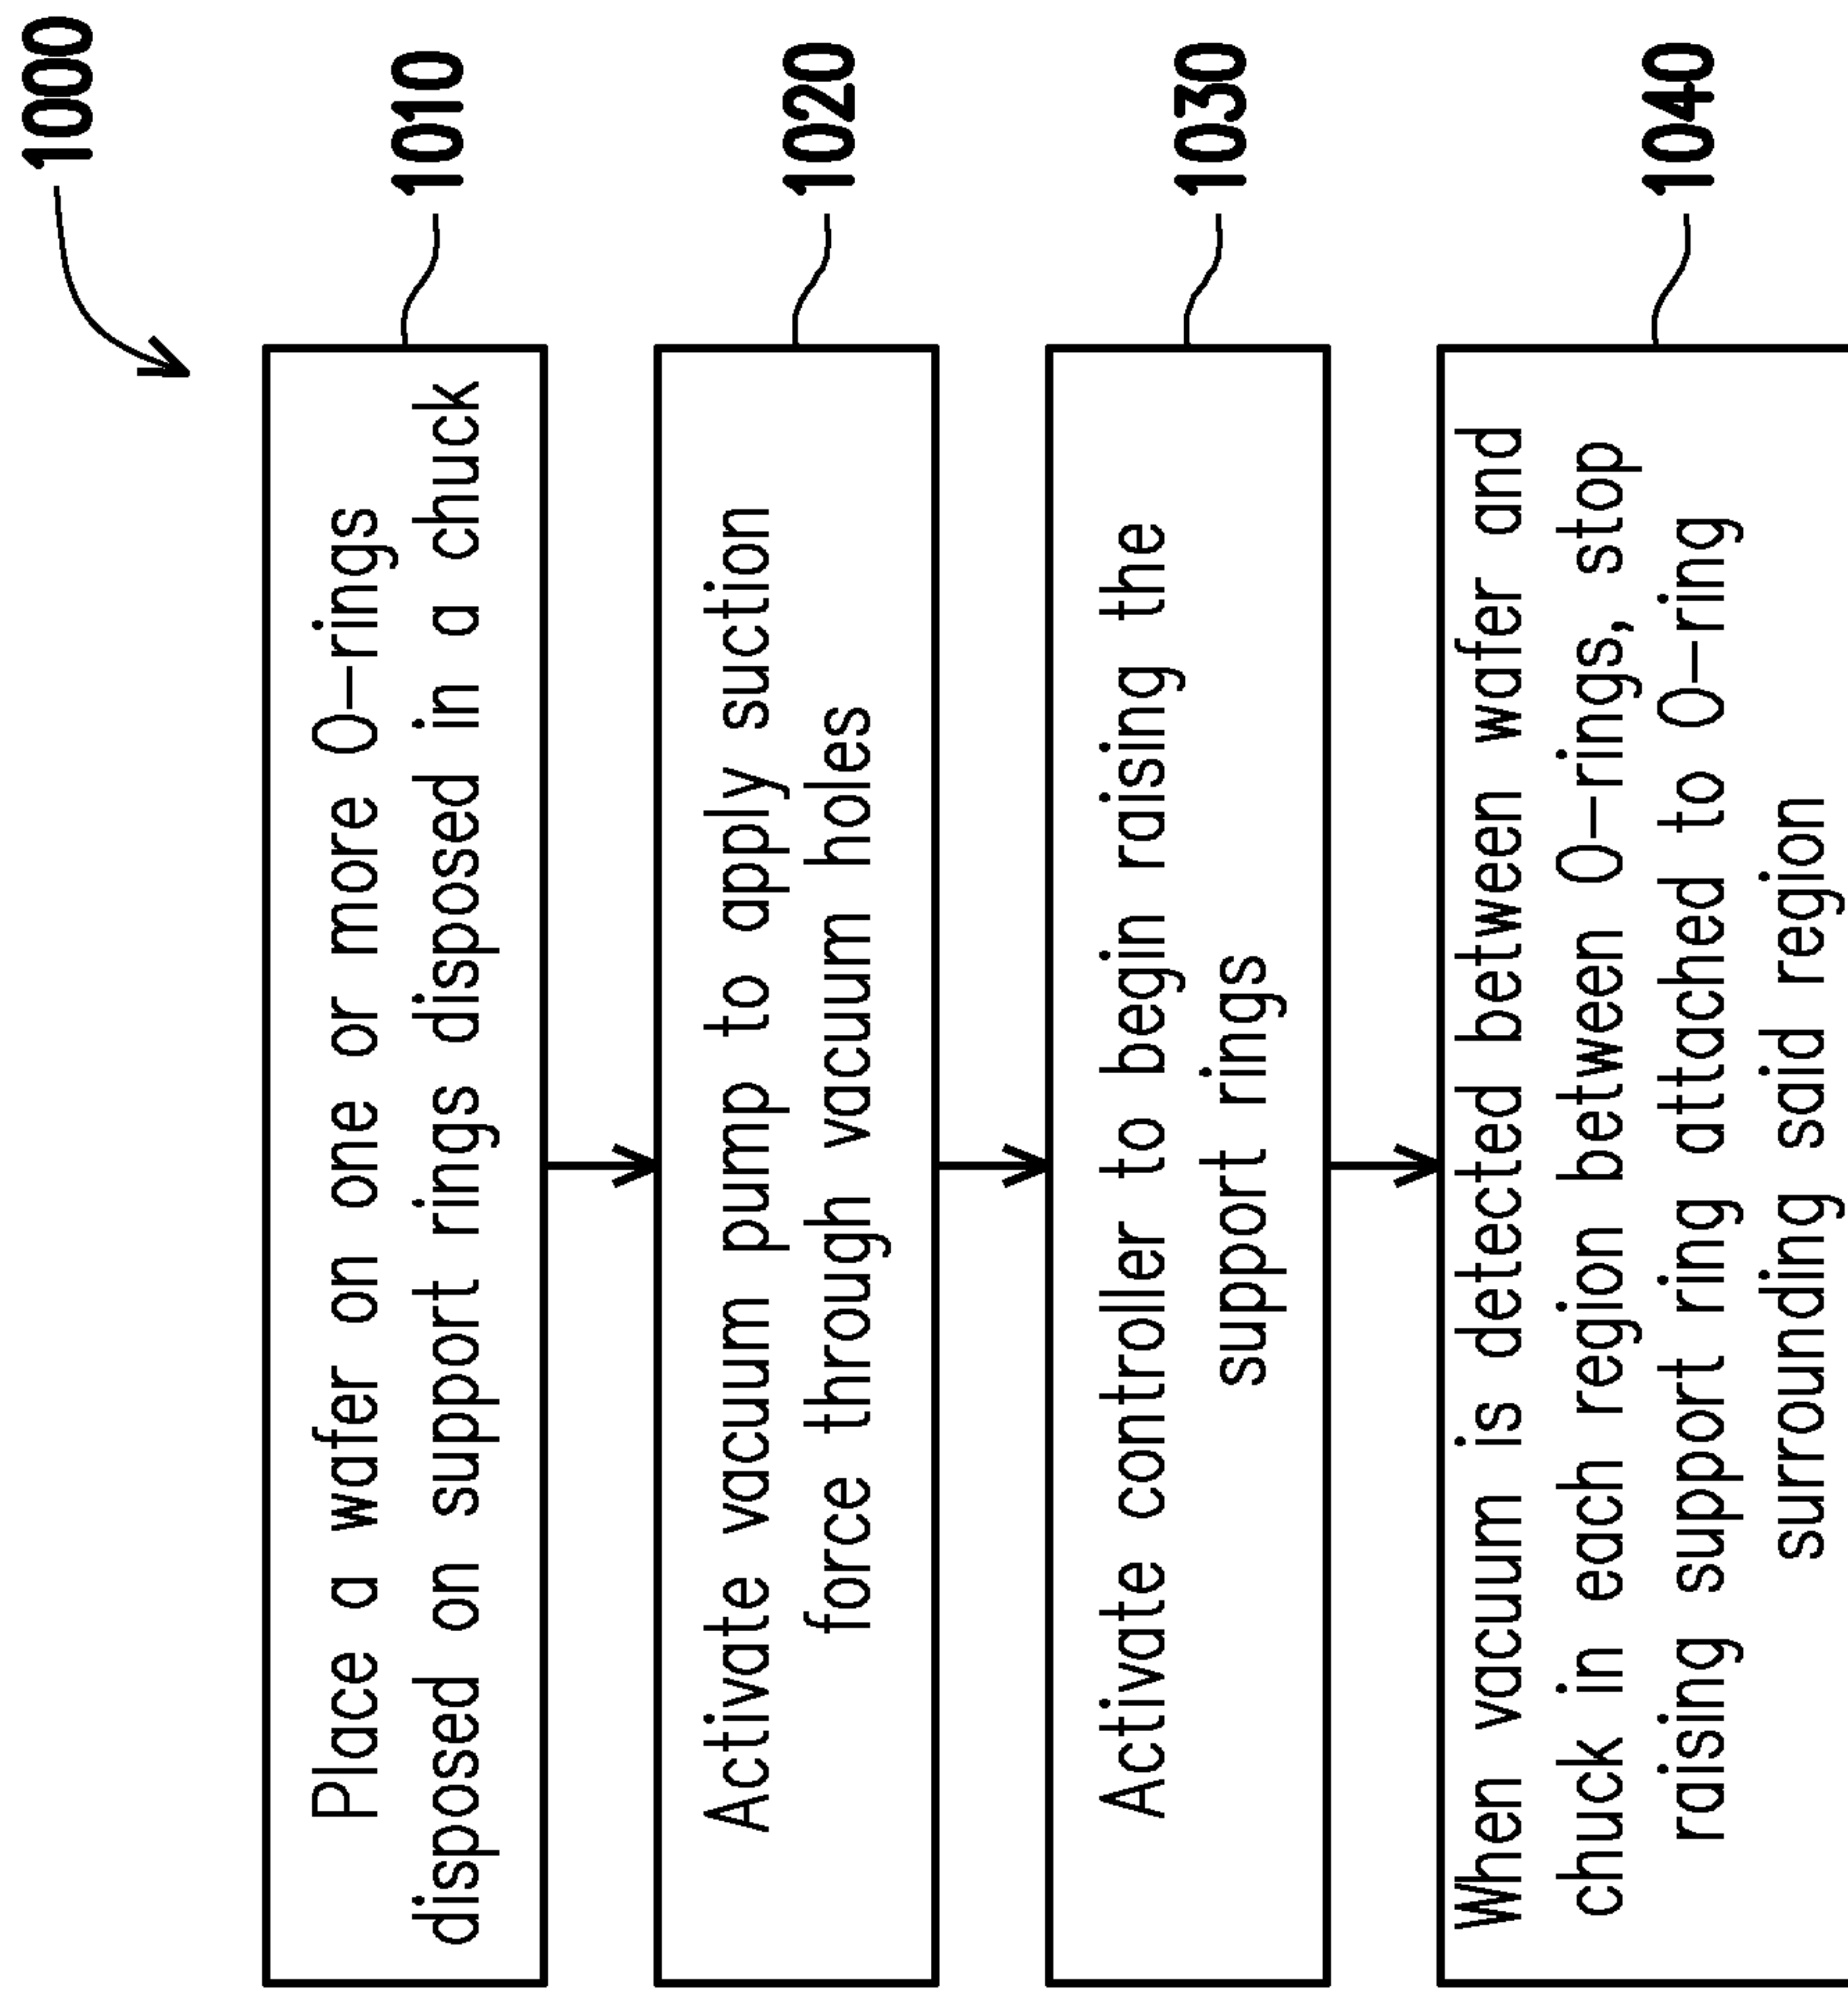 1000
Place a wafer on one or more O-rings
disposed on support rings disposed in a chuck
1010
Activate vacuum pump to apply suction
force through vacuum holes
1020
Activate controller to begin raising the
support rings
1030
When vacuum is detected between wafer and
chuck in each region between O-rings, stop
raising support ring attached to O-ring
surrounding said region
1040